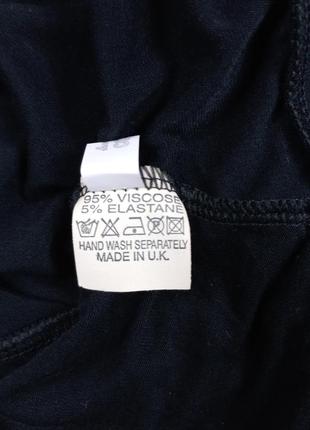 95% VISCOSE
5% ELASTANE
HAND WASH SEPARATELY
MADE IN U.K.